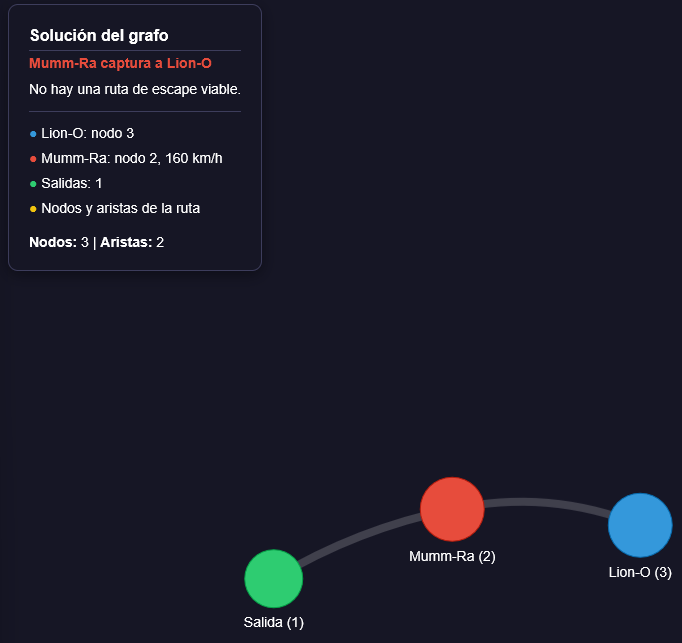 Solución del grafo
Mumm-Ra captura a Lion-O
No hay una ruta de escape viable.
● Lion-O: nodo 3
● Mumm-Ra: nodo 2, 160 km/h
● Salidas: 1
● Nodos y aristas de la ruta
Nodos: 3 | Aristas: 2
Mumm-Ra (2)
Lion-O (3)
Salida (1)